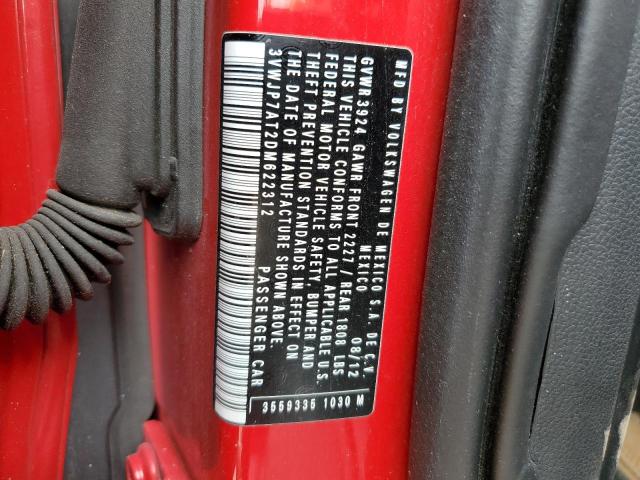 MFD BY VOLKSWAGEN DE MEXICO S.A. DE C.V.
MEXICO 08/12
GVWR 3924 GAWR FRONT 2227 / REAR 1808 LBS
THIS VEHICLE CONFORMS TO ALL APPLICABLE U.S.
FEDERAL MOTOR VEHICLE SAFETY, BUMPER AND
THEFT PREVENTION STANDARDS IN EFFECT ON
THE DATE OF MANUFACTURE SHOWN ABOVE.
3VWJP7AT2DM622312 PASSENGER CAR
3559335 1030 M